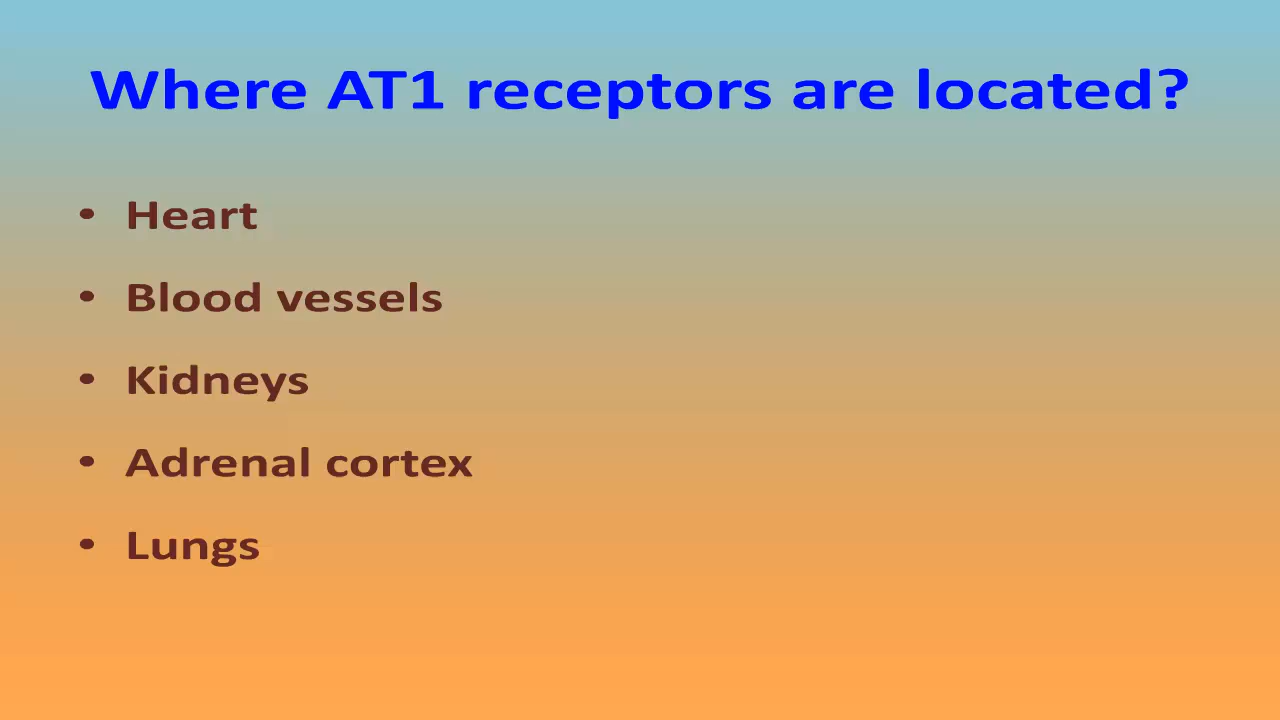 Where AT1 receptors are located?
• Heart
• Blood vessels
• Kidneys
• Adrenal cortex
• Lungs